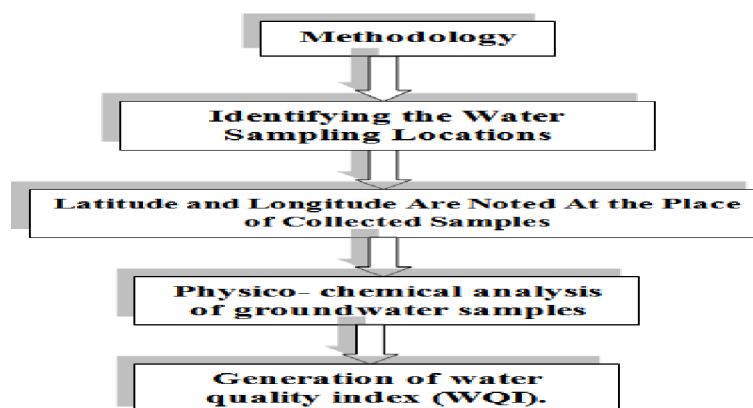 Methodology
Identifying the Water
Sampling Locations
Latitude and Longitude Are Noted At the Place
of Collected Samples
Physico- chemical analysis
of groundwater samples
Generation of water
quality index (WQI).